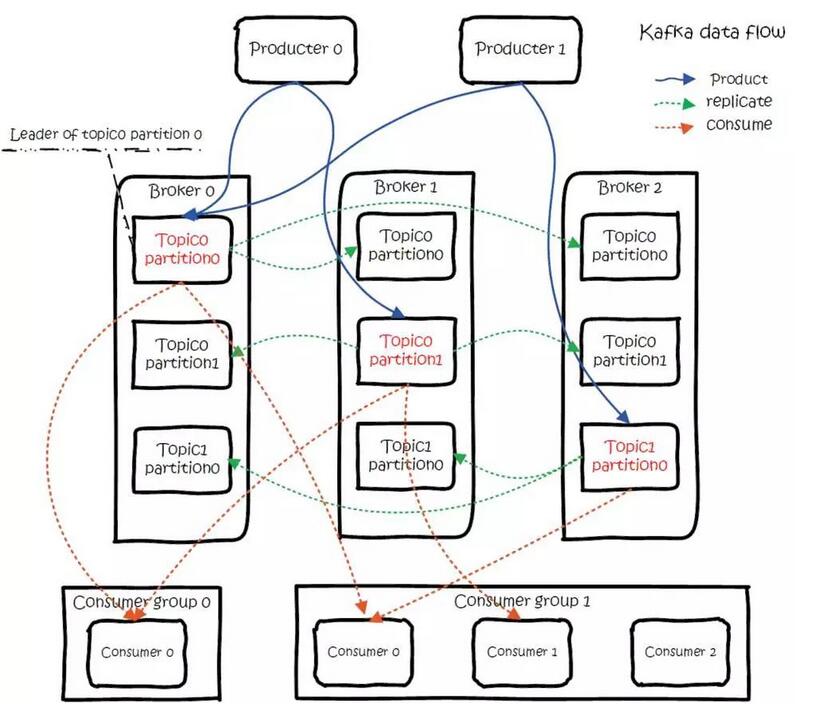 Producter 0
Producter 1
Kafka data flow
Product
replicate
consume
Leader of topico partition 0
Broker 0
Broker 1
Broker 2
Topico
partition0
Topico
partition0
Topico
partition0
Topico
partition1
Topico
partition1
Topico
partition1
Topic1
partition0
Topic1
partition0
Topic1
partition0
Consumer group 0
Consumer group 1
Consumer 0
Consumer 0
Consumer 1
Consumer 2